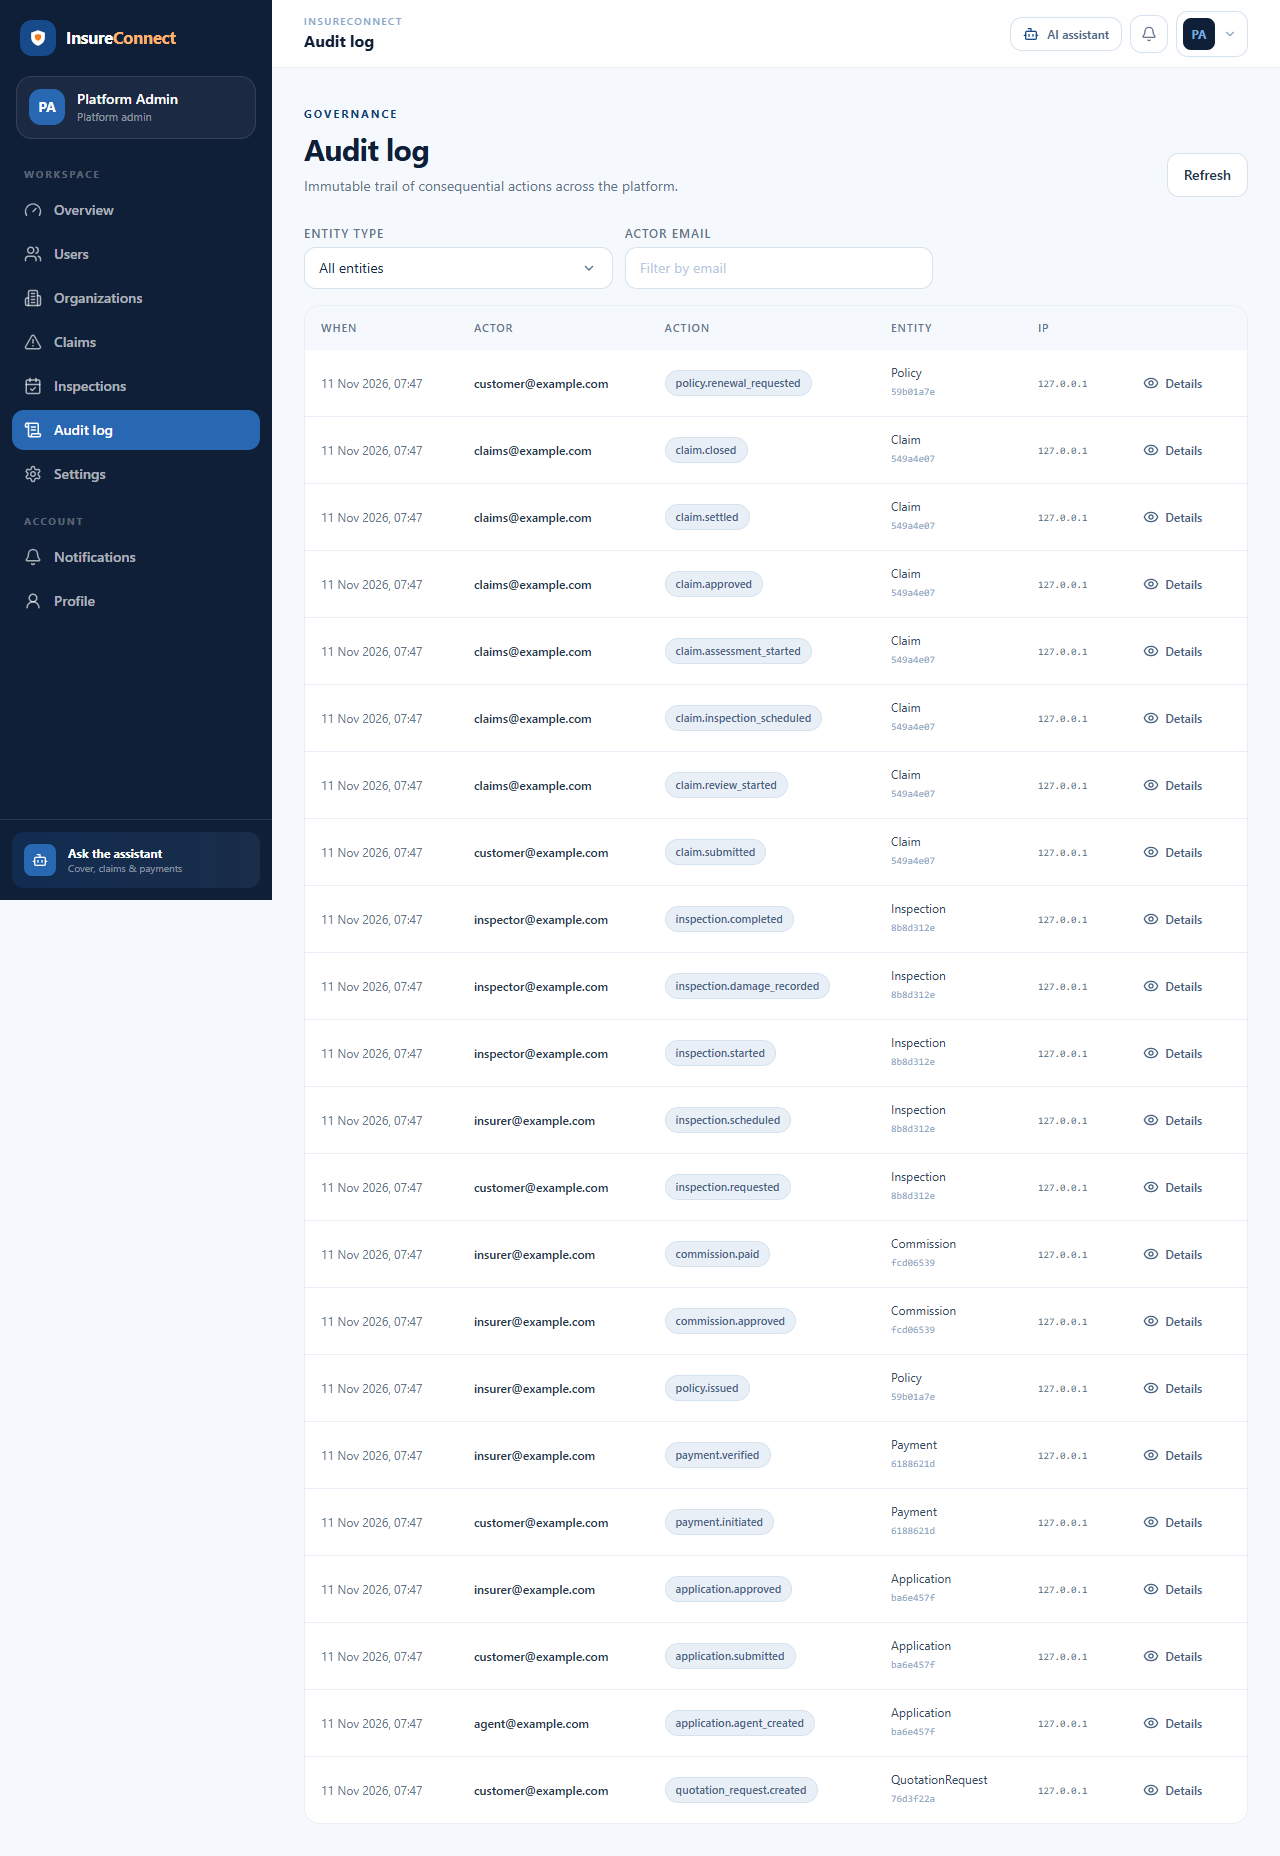 InsureConnect
PA
Platform Admin
Platform admin
WORKSPACE
Overview
Users
Organizations
Claims
Inspections
Audit log
Settings
ACCOUNT
Notifications
Profile
Ask the assistant
Cover, claims & payments
INSURECONNECT
Audit log
AI assistant
PA
GOVERNANCE
Audit log
Immutable trail of consequential actions across the platform.
Refresh
ENTITY TYPE
ACTOR EMAIL
All entities
Filter by email
WHEN ACTOR ACTION ENTITY IP
11 Nov 2026, 07:47 customer@example.com policy.renewal_requested Policy 59b01a7e 127.0.0.1 Details
11 Nov 2026, 07:47 claims@example.com claim.closed Claim 549a4e07 127.0.0.1 Details
11 Nov 2026, 07:47 claims@example.com claim.settled Claim 549a4e07 127.0.0.1 Details
11 Nov 2026, 07:47 claims@example.com claim.approved Claim 549a4e07 127.0.0.1 Details
11 Nov 2026, 07:47 claims@example.com claim.assessment_started Claim 549a4e07 127.0.0.1 Details
11 Nov 2026, 07:47 claims@example.com claim.inspection_scheduled Claim 549a4e07 127.0.0.1 Details
11 Nov 2026, 07:47 claims@example.com claim.review_started Claim 549a4e07 127.0.0.1 Details
11 Nov 2026, 07:47 customer@example.com claim.submitted Claim 549a4e07 127.0.0.1 Details
11 Nov 2026, 07:47 inspector@example.com inspection.completed Inspection 8b8d312e 127.0.0.1 Details
11 Nov 2026, 07:47 inspector@example.com inspection.damage_recorded Inspection 8b8d312e 127.0.0.1 Details
11 Nov 2026, 07:47 inspector@example.com inspection.started Inspection 8b8d312e 127.0.0.1 Details
11 Nov 2026, 07:47 insurer@example.com inspection.scheduled Inspection 8b8d312e 127.0.0.1 Details
11 Nov 2026, 07:47 customer@example.com inspection.requested Inspection 8b8d312e 127.0.0.1 Details
11 Nov 2026, 07:47 insurer@example.com commission.paid Commission fcd06539 127.0.0.1 Details
11 Nov 2026, 07:47 insurer@example.com commission.approved Commission fcd06539 127.0.0.1 Details
11 Nov 2026, 07:47 insurer@example.com policy.issued Policy 59b01a7e 127.0.0.1 Details
11 Nov 2026, 07:47 insurer@example.com payment.verified Payment 6188621d 127.0.0.1 Details
11 Nov 2026, 07:47 customer@example.com payment.initiated Payment 6188621d 127.0.0.1 Details
11 Nov 2026, 07:47 insurer@example.com application.approved Application ba6e457f 127.0.0.1 Details
11 Nov 2026, 07:47 customer@example.com application.submitted Application ba6e457f 127.0.0.1 Details
11 Nov 2026, 07:47 agent@example.com application.agent_created Application ba6e457f 127.0.0.1 Details
11 Nov 2026, 07:47 customer@example.com quotation_request.created QuotationRequest 76d3f22a 127.0.0.1 Details